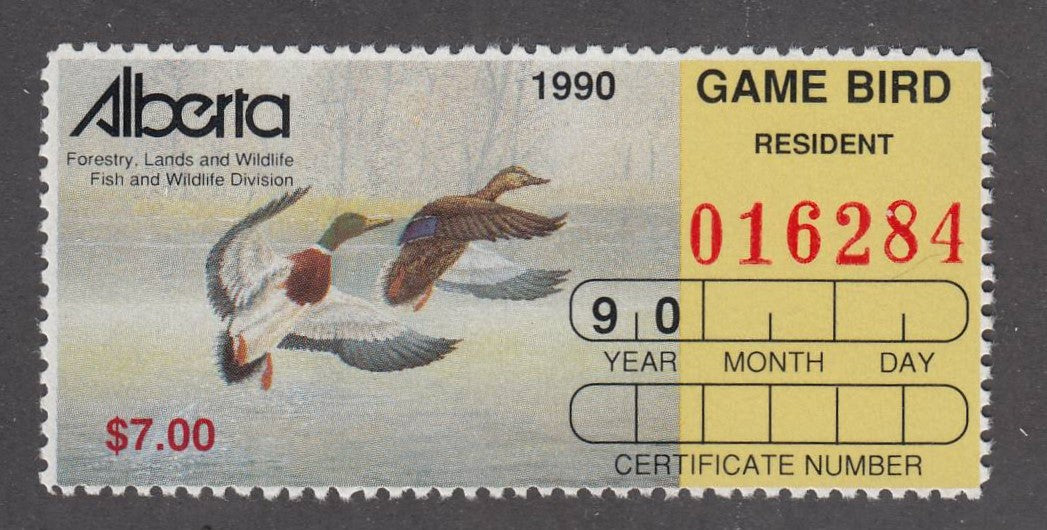 Alberta
Forestry, Lands and Wildlife
Fish and Wildlife Division
1990
GAME BIRD
RESIDENT
016284
9 0
YEAR MONTH DAY
$7.00
CERTIFICATE NUMBER